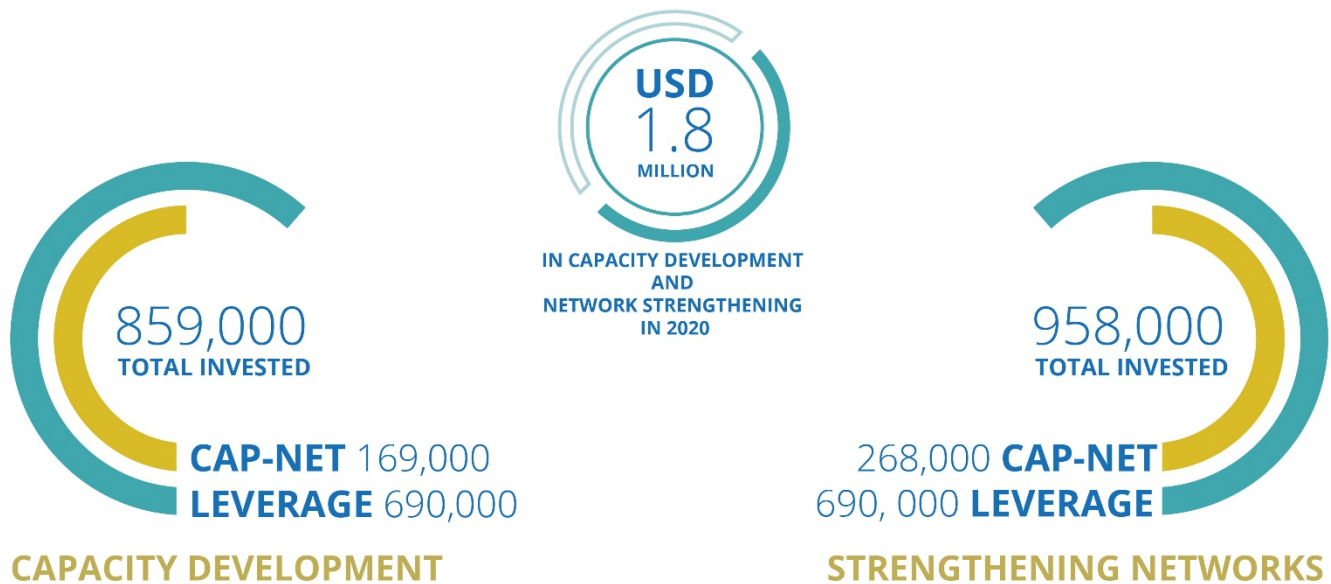 USD
1.8
MILLION
IN CAPACITY DEVELOPMENT
AND
NETWORK STRENGTHENING
IN 2020
859,000
TOTAL INVESTED
CAP-NET 169,000
LEVERAGE 690,000
CAPACITY DEVELOPMENT
958,000
TOTAL INVESTED
268,000 CAP-NET
690, 000 LEVERAGE
STRENGTHENING NETWORKS